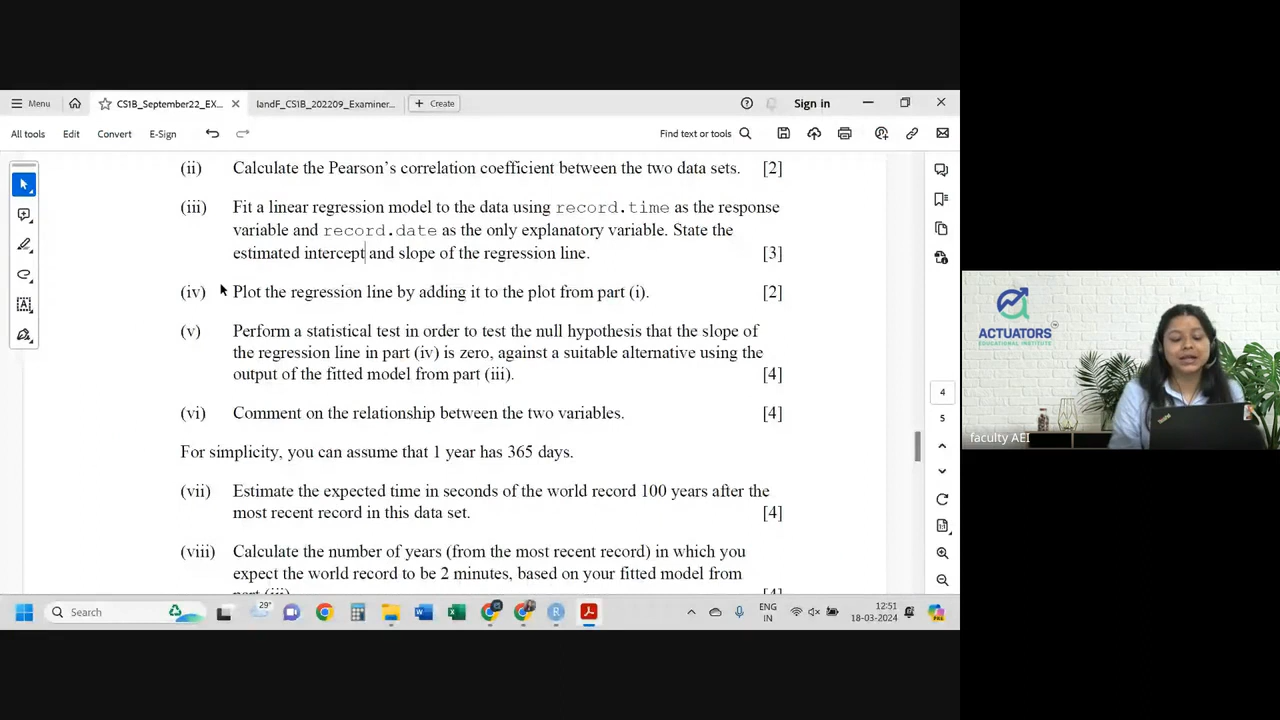 Menu
CS1B_September22_EX...
IandF_CS1B_202209_Examiner...
Create
Sign in
All tools
Edit
Convert
E-Sign
Find text or tools
(ii) Calculate the Pearson's correlation coefficient between the two data sets. [2]
(iii) Fit a linear regression model to the data using record.time as the response
variable and record.date as the only explanatory variable. State the
estimated intercept and slope of the regression line. [3]
(iv) Plot the regression line by adding it to the plot from part (i). [2]
(v) Perform a statistical test in order to test the null hypothesis that the slope of
the regression line in part (iv) is zero, against a suitable alternative using the
output of the fitted model from part (iii). [4]
(vi) Comment on the relationship between the two variables. [4]
For simplicity, you can assume that 1 year has 365 days.
(vii) Estimate the expected time in seconds of the world record 100 years after the
most recent record in this data set. [4]
(viii) Calculate the number of years (from the most recent record) in which you
expect the world record to be 2 minutes, based on your fitted model from
part (iii) [4]
4
5
ACTUATORS
EDUCATIONAL INSTITUTE
faculty AEI
Search
29°
ENG
IN
12:51
18-03-2024